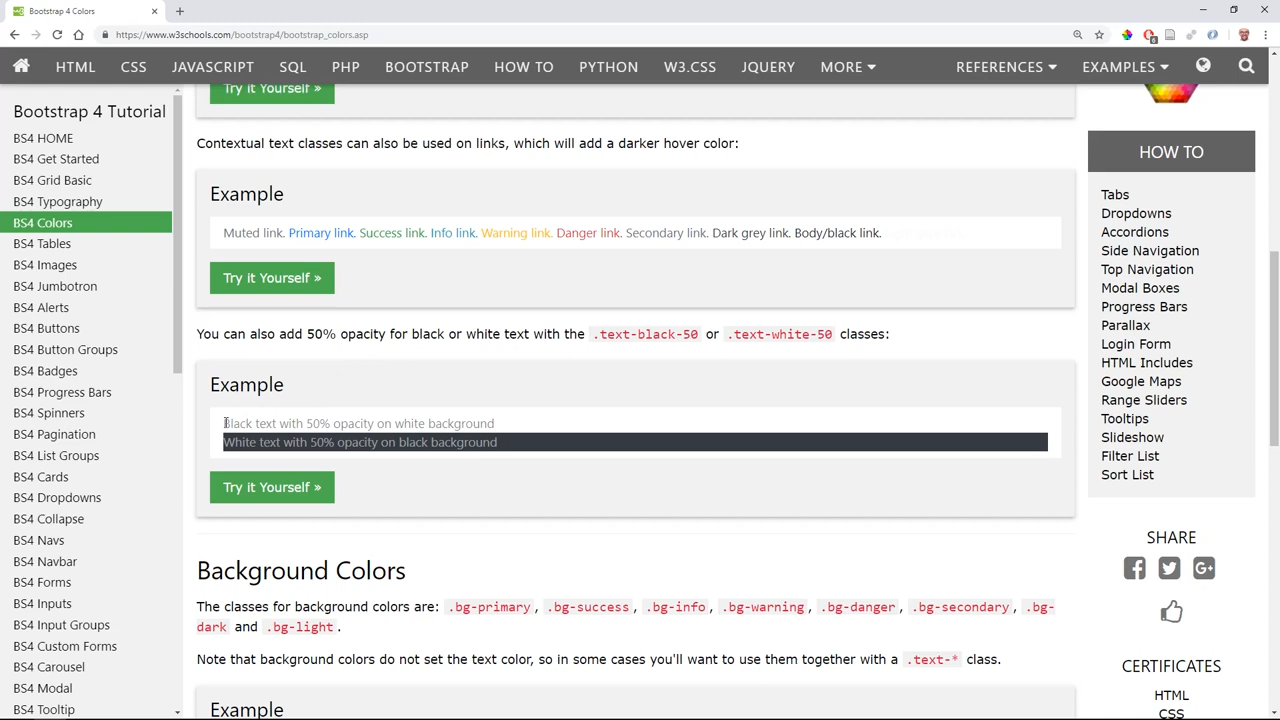 Bootstrap 4 Colors
https://www.w3schools.com/bootstrap4/bootstrap_colors.asp
6
HTML CSS JAVASCRIPT SQL PHP BOOTSTRAP HOW TO PYTHON W3.CSS JQUERY MORE REFERENCES EXAMPLES
Bootstrap 4 Tutorial
BS4 HOME
BS4 Get Started
BS4 Grid Basic
BS4 Typography
BS4 Colors
BS4 Tables
BS4 Images
BS4 Jumbotron
BS4 Alerts
BS4 Buttons
BS4 Button Groups
BS4 Badges
BS4 Progress Bars
BS4 Spinners
BS4 Pagination
BS4 List Groups
BS4 Cards
BS4 Dropdowns
BS4 Collapse
BS4 Navs
BS4 Navbar
BS4 Forms
BS4 Inputs
BS4 Input Groups
BS4 Custom Forms
BS4 Carousel
BS4 Modal
BS4 Tooltip
Try it Yourself »
Contextual text classes can also be used on links, which will add a darker hover color:
Example
Muted link. Primary link. Success link. Info link. Warning link. Danger link. Secondary link. Dark grey link. Body/black link.
Try it Yourself »
You can also add 50% opacity for black or white text with the .text-black-50 or .text-white-50 classes:
Example
Black text with 50% opacity on white background
White text with 50% opacity on black background
Try it Yourself »
Background Colors
The classes for background colors are: .bg-primary, .bg-success, .bg-info, .bg-warning, .bg-danger, .bg-secondary, .bg-
dark and .bg-light.
Note that background colors do not set the text color, so in some cases you'll want to use them together with a .text-* class.
Example
HOW TO
Tabs
Dropdowns
Accordions
Side Navigation
Top Navigation
Modal Boxes
Progress Bars
Parallax
Login Form
HTML Includes
Google Maps
Range Sliders
Tooltips
Slideshow
Filter List
Sort List
SHARE
CERTIFICATES
HTML
CSS